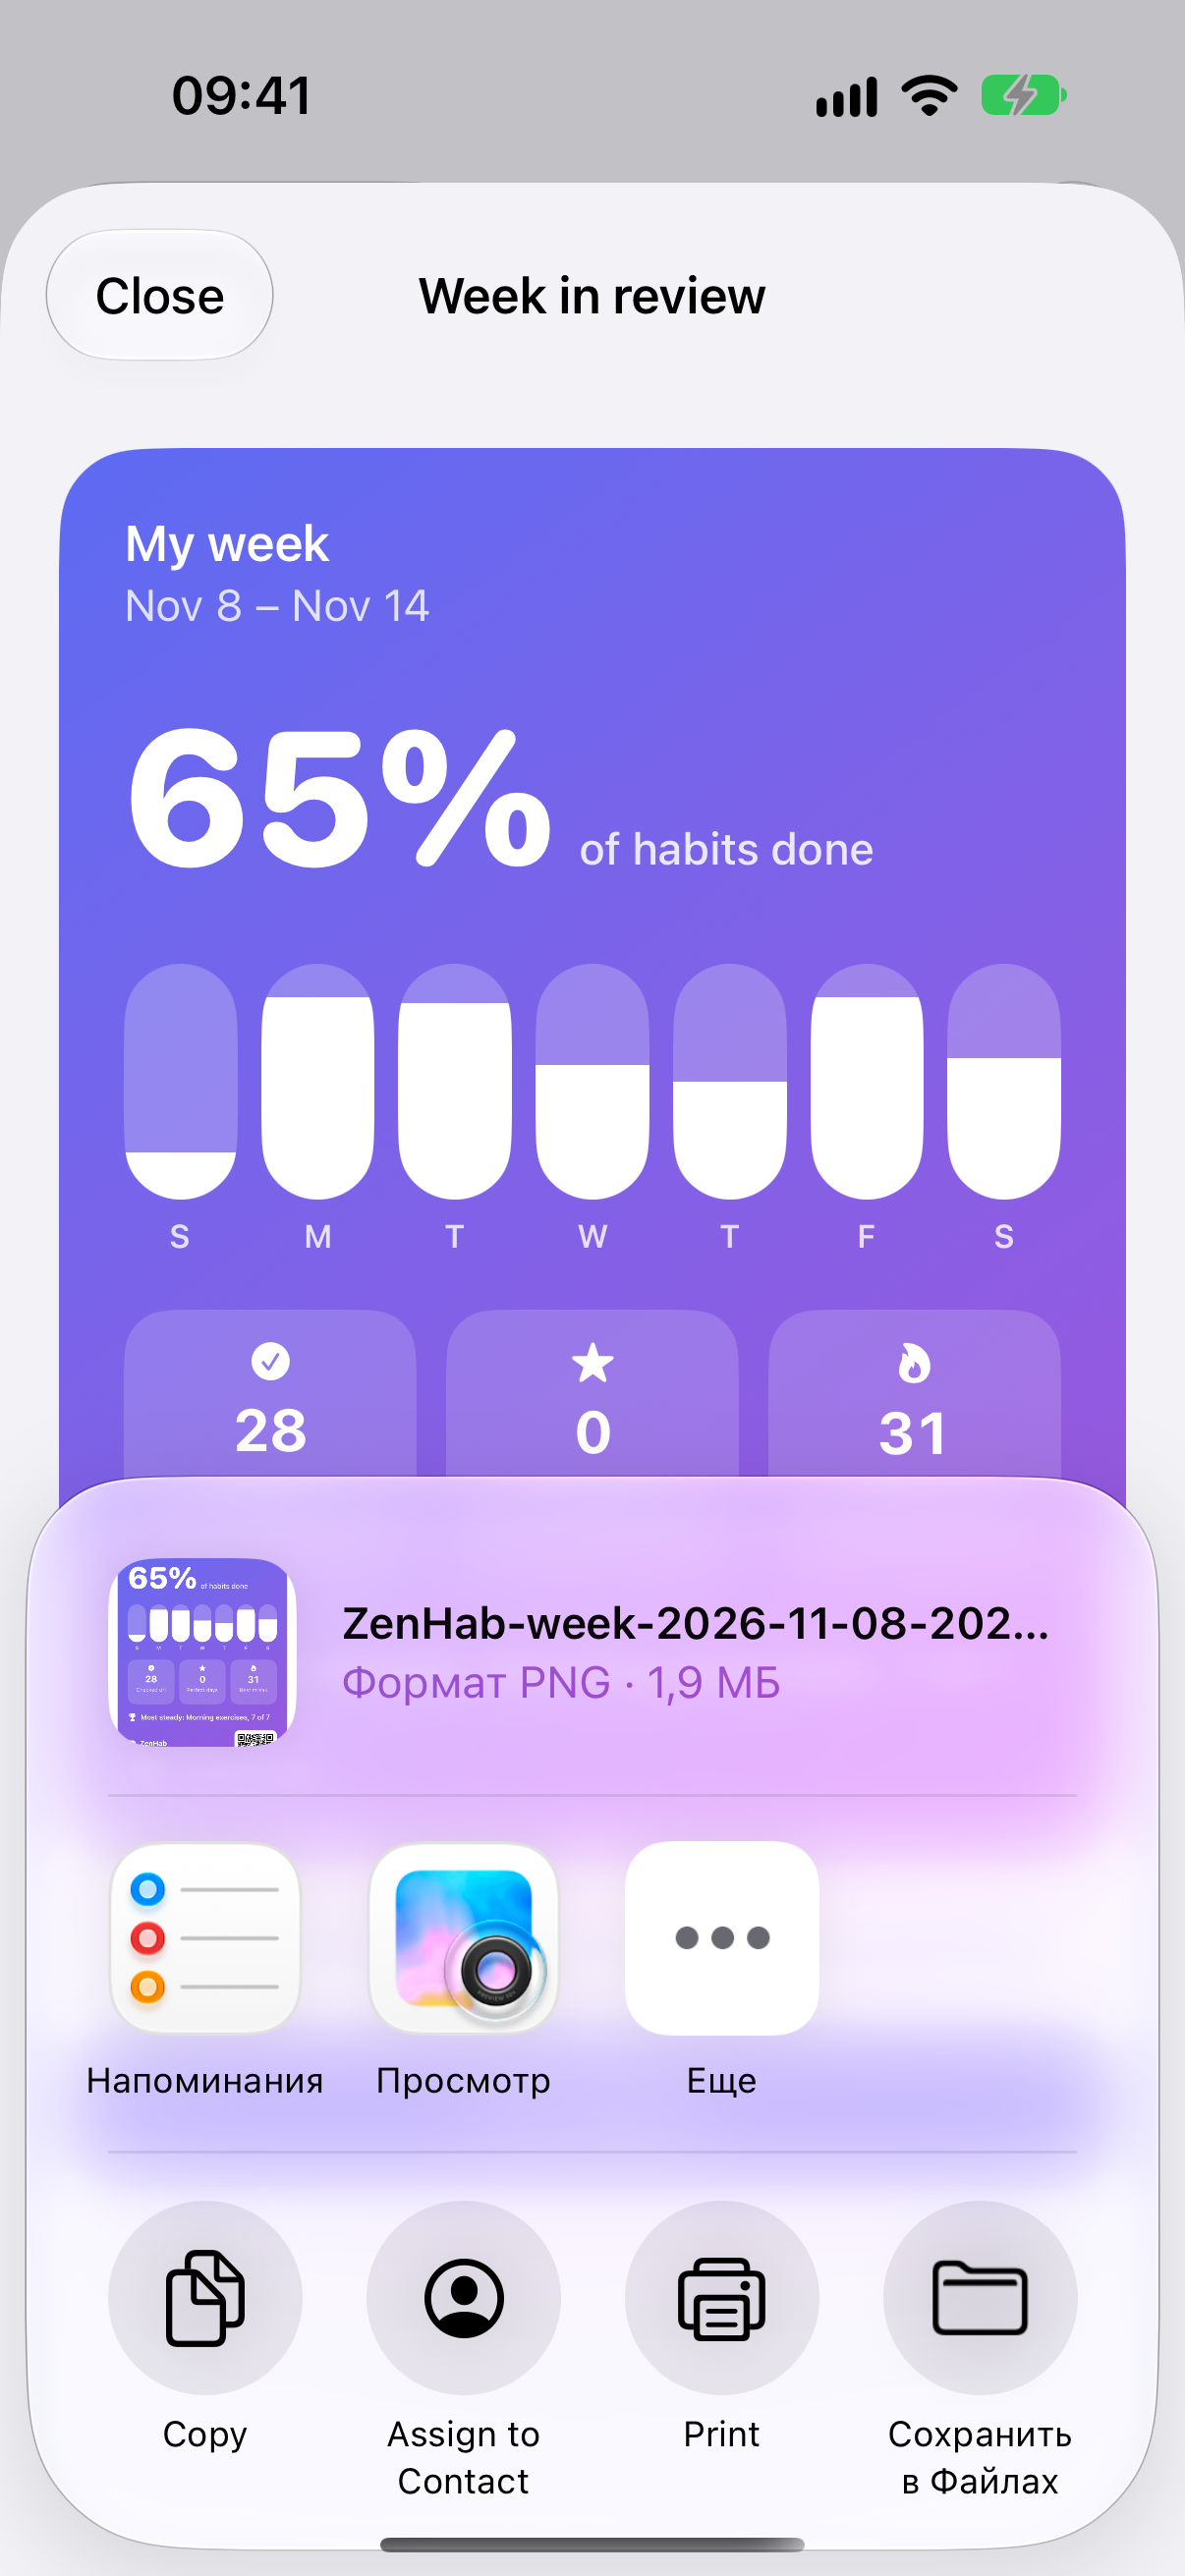 09:41
Close
Week in review
My week
Nov 8 – Nov 14
65% of habits done
S M T W T F S
28 0 31
65% of habits done
28 0 31
Most steady: Morning exercises, 7 of 7
ZenHab
ZenHab-week-2026-11-08-202...
Формат PNG · 1,9 МБ
Напоминания Просмотр Еще
Copy Assign to Contact Print Сохранить в Файлах